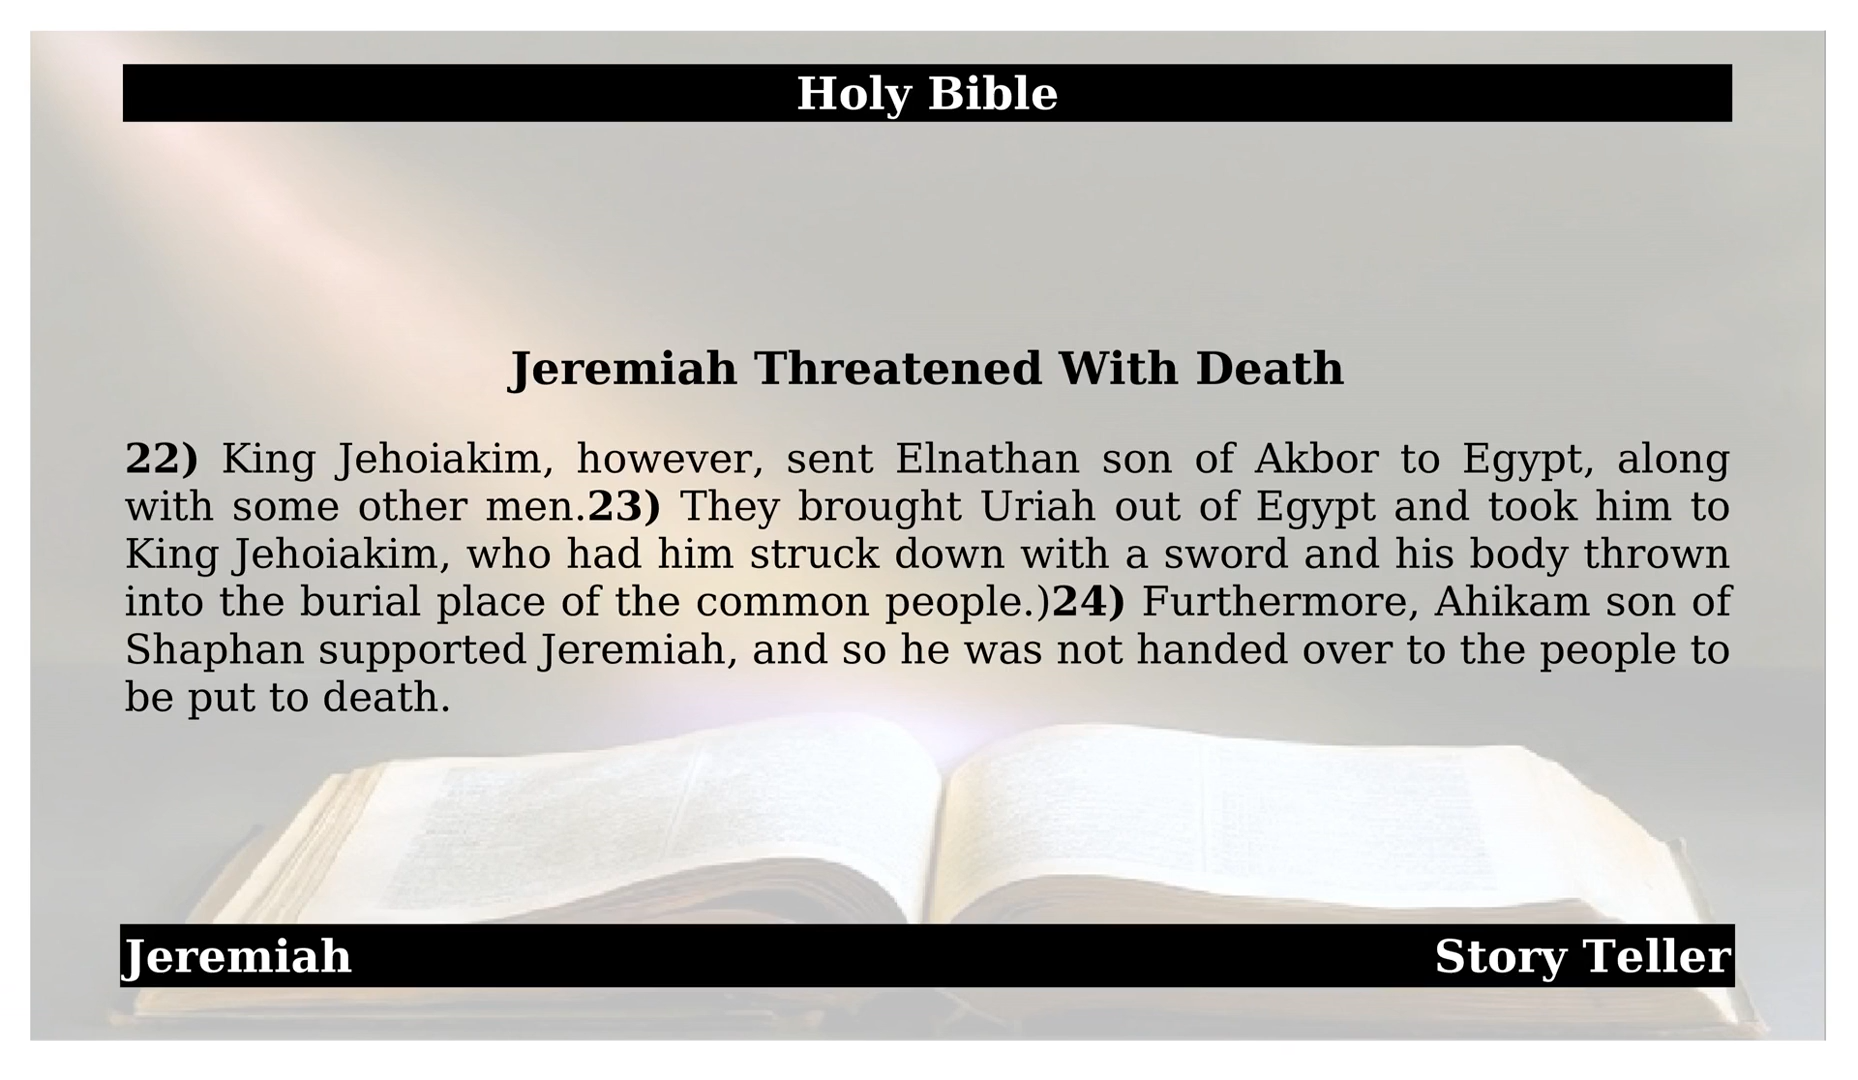 Holy Bible
Jeremiah Threatened With Death
22) King Jehoiakim, however, sent Elnathan son of Akbor to Egypt, along
with some other men.23) They brought Uriah out of Egypt and took him to
King Jehoiakim, who had him struck down with a sword and his body thrown
into the burial place of the common people.)24) Furthermore, Ahikam son of
Shaphan supported Jeremiah, and so he was not handed over to the people to
be put to death.
Jeremiah Story Teller